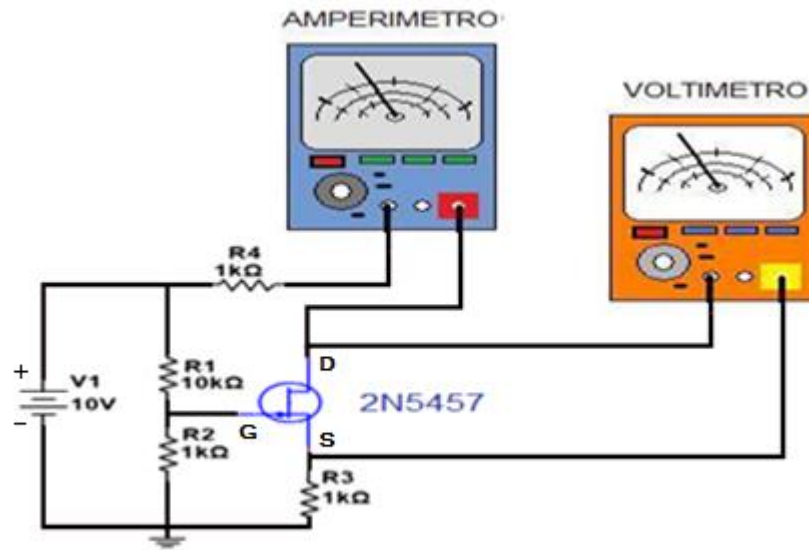 AMPERIMETRO
VOLTIMETRO
R4
1kΩ
+
V1
10V
−
R1
10kΩ
D
2N5457
G
S
R2
1kΩ
R3
1kΩ